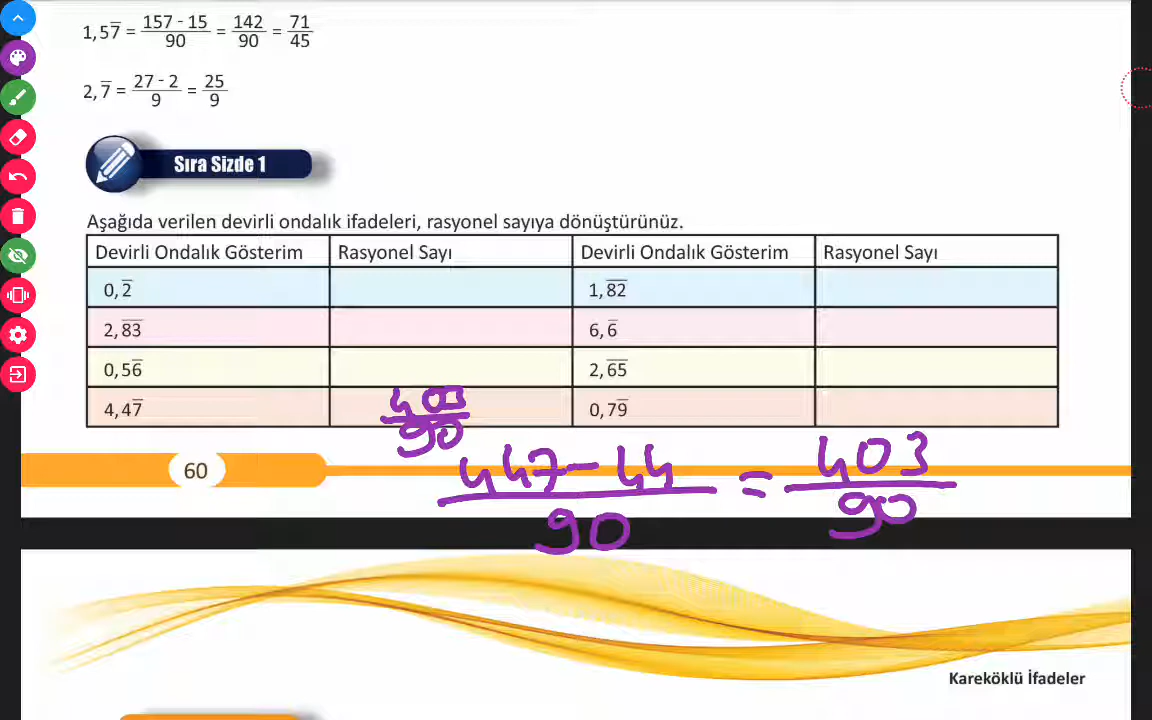 1,57̅ = 157 - 15 / 90 = 142 / 90 = 71 / 45
2,7̅ = 27 - 2 / 9 = 25 / 9
Sıra Sizde 1
Aşağıda verilen devirli ondalık ifadeleri, rasyonel sayıya dönüştürünüz.
Devirli Ondalık Gösterim Rasyonel Sayı Devirli Ondalık Gösterim Rasyonel Sayı
0,2̅ 1,8̅2̅
2,8̅3̅ 6,6̅
0,56̅ 2,6̅5̅
4,47̅ 403 / 90 0,79̅
60
447 - 44 / 90 = 403 / 90
Kareköklü İfadeler